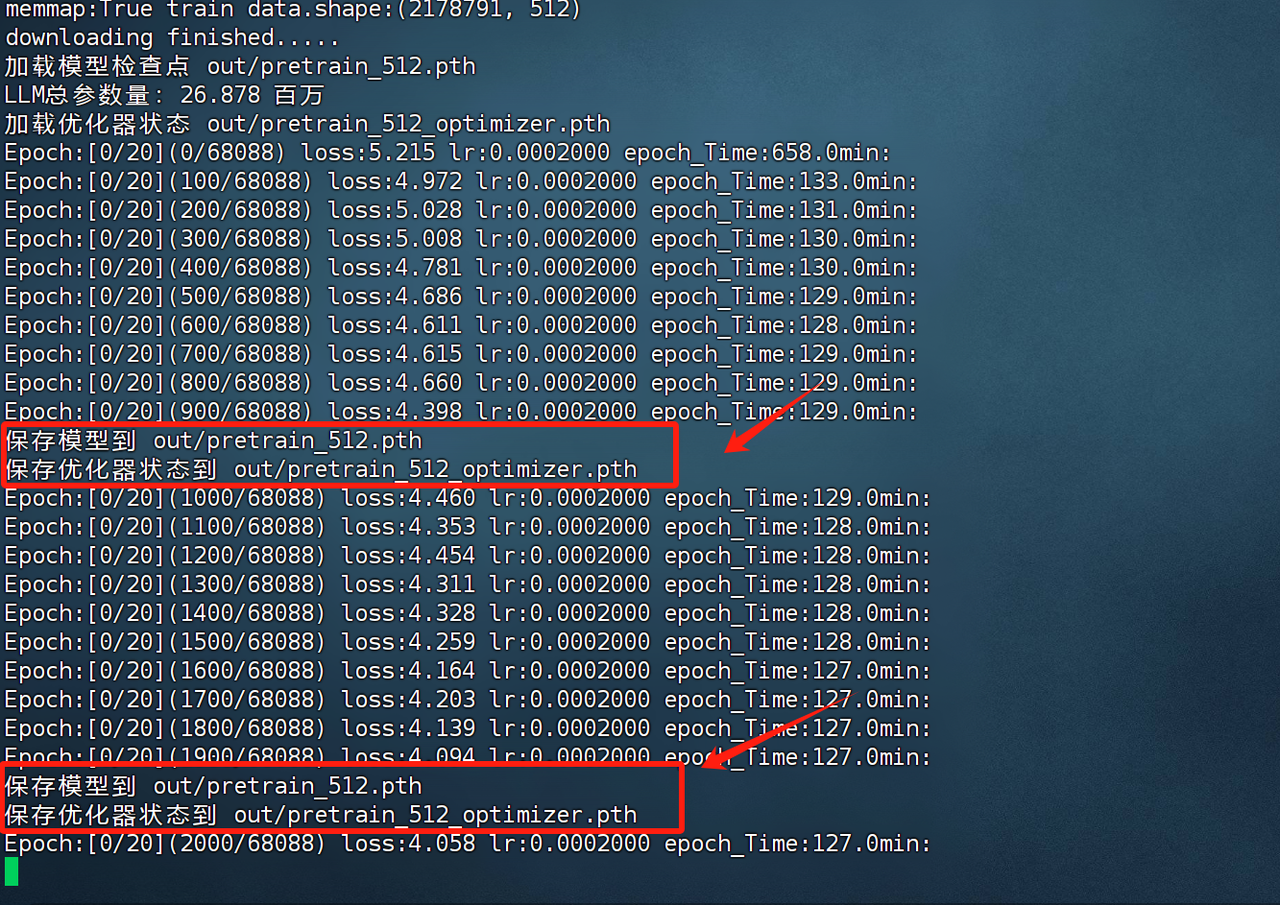 memmap:True train data.shape:(2178791, 512)
downloading finished.....
加载模型检查点 out/pretrain_512.pth
LLM总参数量：26.878 百万
加载优化器状态 out/pretrain_512_optimizer.pth
Epoch:[0/20](0/68088) loss:5.215 lr:0.0002000 epoch_Time:658.0min:
Epoch:[0/20](100/68088) loss:4.972 lr:0.0002000 epoch_Time:133.0min:
Epoch:[0/20](200/68088) loss:5.028 lr:0.0002000 epoch_Time:131.0min:
Epoch:[0/20](300/68088) loss:5.008 lr:0.0002000 epoch_Time:130.0min:
Epoch:[0/20](400/68088) loss:4.781 lr:0.0002000 epoch_Time:130.0min:
Epoch:[0/20](500/68088) loss:4.686 lr:0.0002000 epoch_Time:129.0min:
Epoch:[0/20](600/68088) loss:4.611 lr:0.0002000 epoch_Time:128.0min:
Epoch:[0/20](700/68088) loss:4.615 lr:0.0002000 epoch_Time:129.0min:
Epoch:[0/20](800/68088) loss:4.660 lr:0.0002000 epoch_Time:129.0min:
Epoch:[0/20](900/68088) loss:4.398 lr:0.0002000 epoch_Time:129.0min:
保存模型到 out/pretrain_512.pth
保存优化器状态到 out/pretrain_512_optimizer.pth
Epoch:[0/20](1000/68088) loss:4.460 lr:0.0002000 epoch_Time:129.0min:
Epoch:[0/20](1100/68088) loss:4.353 lr:0.0002000 epoch_Time:128.0min:
Epoch:[0/20](1200/68088) loss:4.454 lr:0.0002000 epoch_Time:128.0min:
Epoch:[0/20](1300/68088) loss:4.311 lr:0.0002000 epoch_Time:128.0min:
Epoch:[0/20](1400/68088) loss:4.328 lr:0.0002000 epoch_Time:128.0min:
Epoch:[0/20](1500/68088) loss:4.259 lr:0.0002000 epoch_Time:128.0min:
Epoch:[0/20](1600/68088) loss:4.164 lr:0.0002000 epoch_Time:127.0min:
Epoch:[0/20](1700/68088) loss:4.203 lr:0.0002000 epoch_Time:127.0min:
Epoch:[0/20](1800/68088) loss:4.139 lr:0.0002000 epoch_Time:127.0min:
Epoch:[0/20](1900/68088) loss:4.094 lr:0.0002000 epoch_Time:127.0min:
保存模型到 out/pretrain_512.pth
保存优化器状态到 out/pretrain_512_optimizer.pth
Epoch:[0/20](2000/68088) loss:4.058 lr:0.0002000 epoch_Time:127.0min: